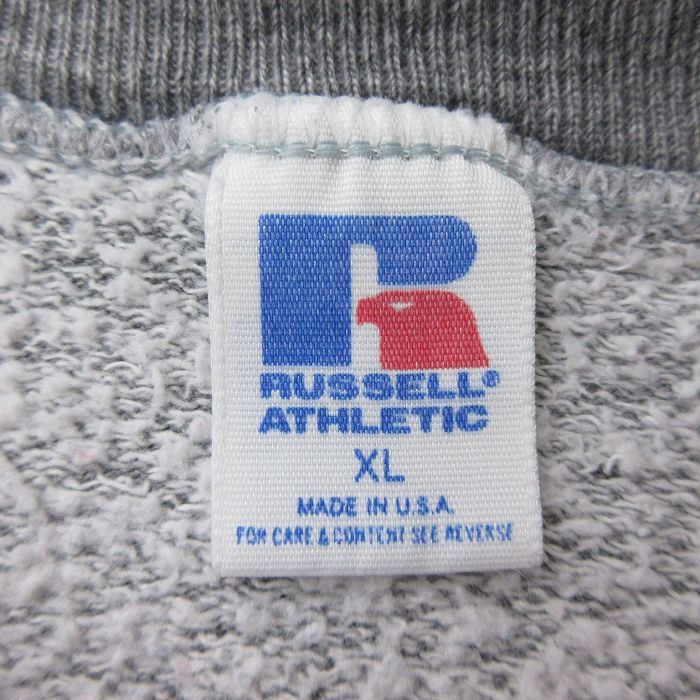 RUSSELL®
ATHLETIC
XL
MADE IN U.S.A.
FOR CARE & CONTENT SEE REVERSE